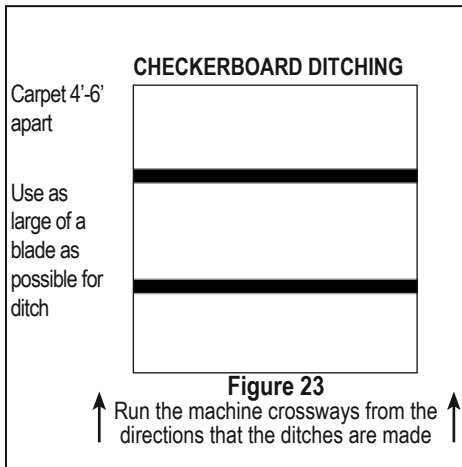 CHECKERBOARD DITCHING
Carpet 4’-6’
apart
Use as
large of a
blade as
possible for
ditch
Figure 23
Run the machine crossways from the
directions that the ditches are made